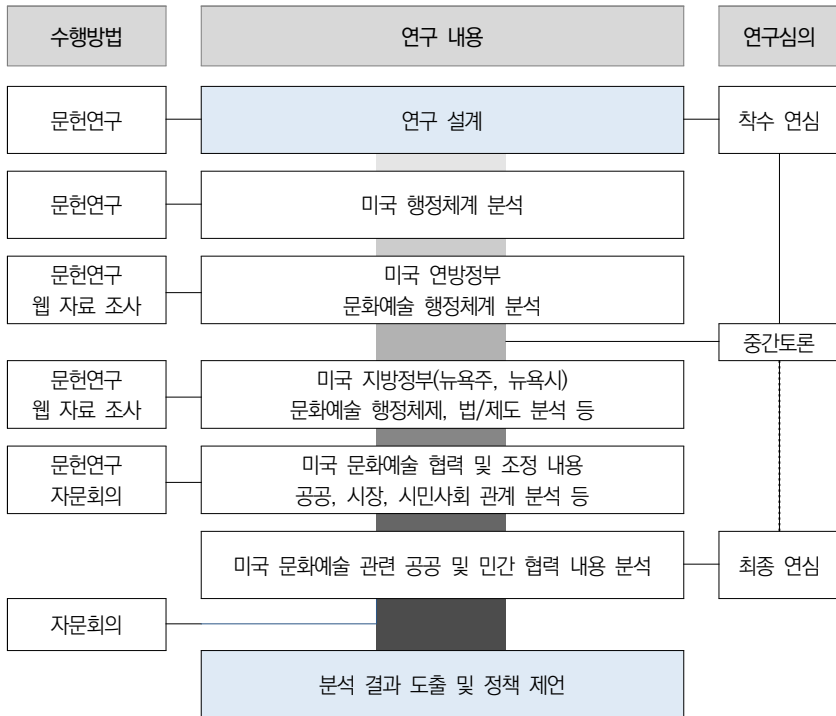 수행방법 연구 내용 연구심의
문헌연구 연구 설계 착수 연심
문헌연구 미국 행정체계 분석
문헌연구 미국 연방정부
웹 자료 조사 문화예술 행정체계 분석
중간토론
문헌연구 미국 지방정부(뉴욕주, 뉴욕시)
웹 자료 조사 문화예술 행정체제, 법/제도 분석 등
문헌연구 미국 문화예술 협력 및 조정 내용
자문회의 공공, 시장, 시민사회 관계 분석 등
미국 문화예술 관련 공공 및 민간 협력 내용 분석 최종 연심
자문회의
분석 결과 도출 및 정책 제언